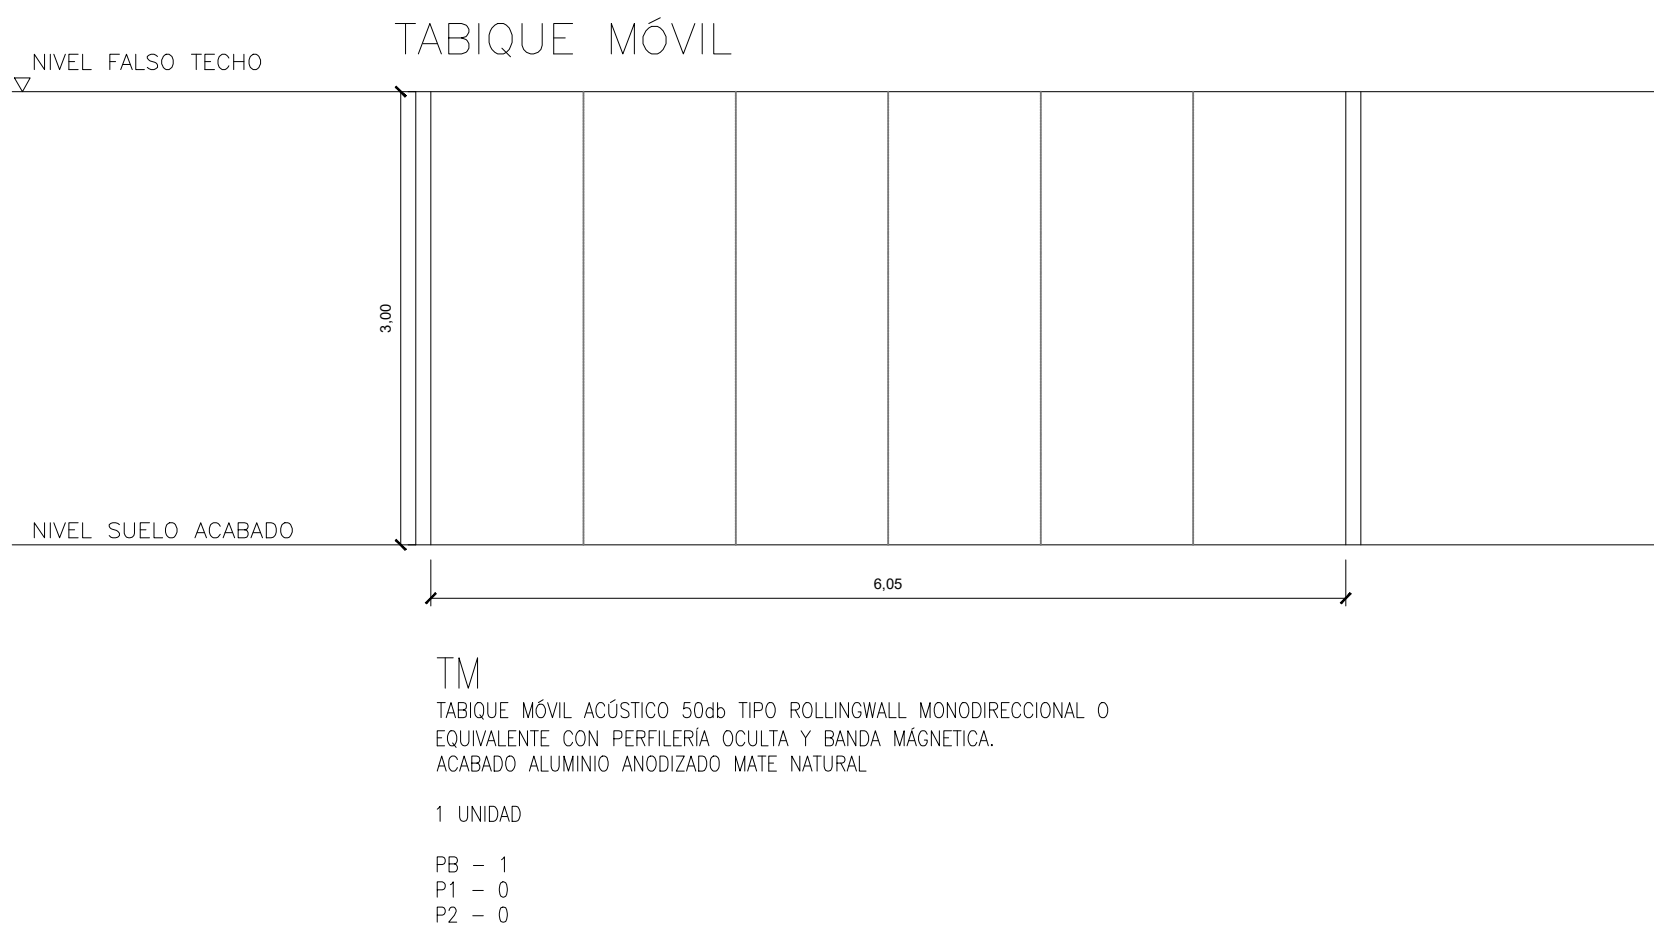 TABIQUE MÓVIL
NIVEL FALSO TECHO
3,00
NIVEL SUELO ACABADO
6,05
TM
TABIQUE MÓVIL ACÚSTICO 50db TIPO ROLLINGWALL MONODIRECCIONAL O
EQUIVALENTE CON PERFILERÍA OCULTA Y BANDA MÁGNETICA.
ACABADO ALUMINIO ANODIZADO MATE NATURAL
1 UNIDAD
PB - 1
P1 - 0
P2 - 0